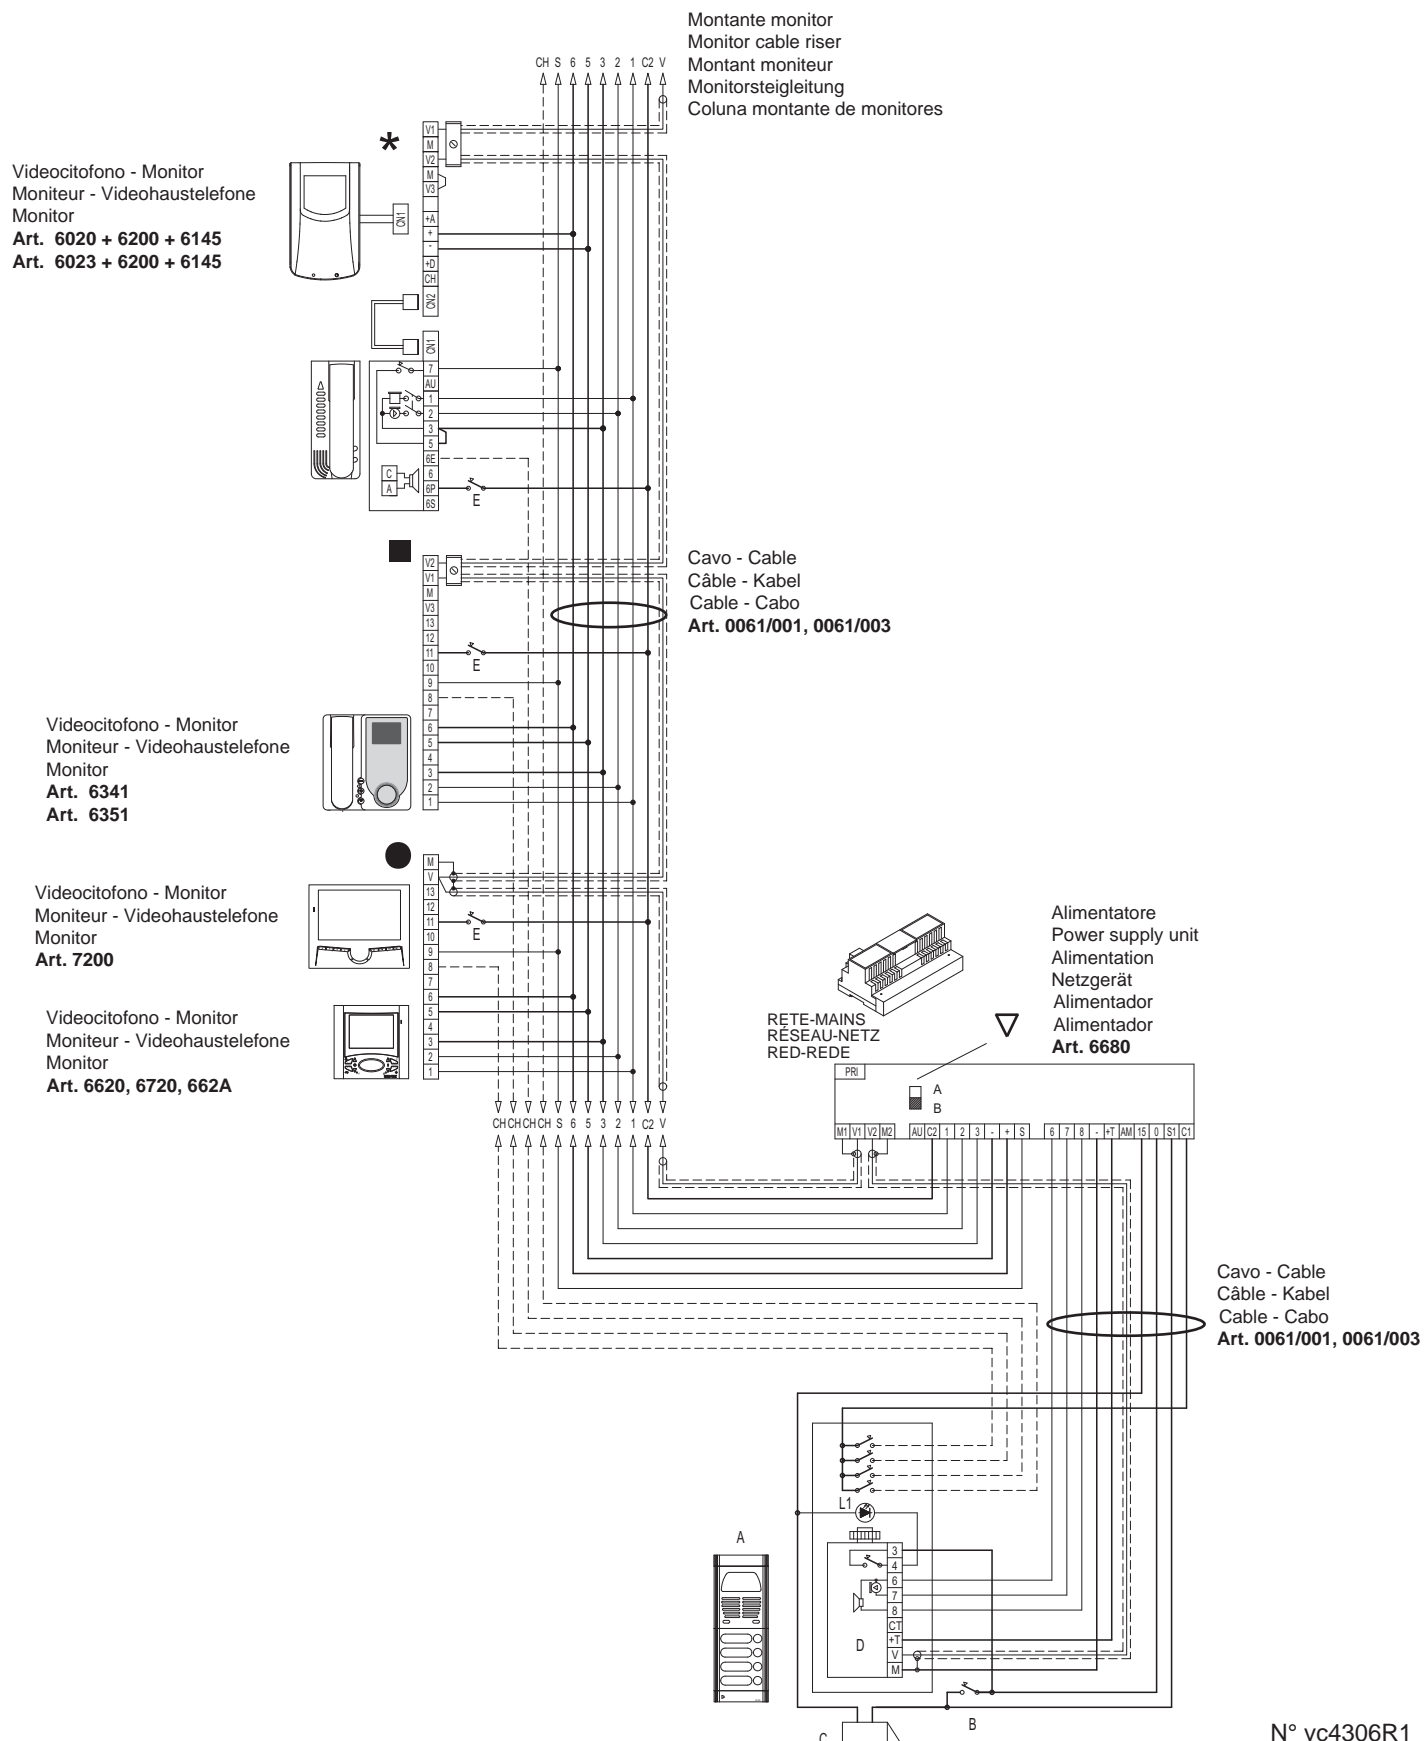 Montante monitor
Monitor cable riser
Montant moniteur
Monitorsteigleitung
Coluna montante de monitores
CH S 6 5 3 2 1 C2 V
*
V1
M
V2
M
V3
+A
+
-
+D
CH
CN2
CN1
Videocitofono - Monitor
Moniteur - Videohaustelefone
Monitor
Art. 6020 + 6200 + 6145
Art. 6023 + 6200 + 6145
CN1
7
AU
1
2
3
5
6E
6
6P
6S
C
A
E
V2
V1
M
V3
13
12
11
10
9
8
7
6
5
4
3
2
1
E
Cavo - Cable
Câble - Kabel
Cable - Cabo
Art. 0061/001, 0061/003
Videocitofono - Monitor
Moniteur - Videohaustelefone
Monitor
Art. 6341
Art. 6351
M
V
13
12
11
10
9
8
7
6
5
4
3
2
1
E
Videocitofono - Monitor
Moniteur - Videohaustelefone
Monitor
Art. 7200
Videocitofono - Monitor
Moniteur - Videohaustelefone
Monitor
Art. 6620, 6720, 662A
Alimentatore
Power supply unit
Alimentation
Netzgerät
Alimentador
Alimentador
Art. 6680
RETE-MAINS
RÉSEAU-NETZ
RED-REDE
PRI
A
B
M1 V1 V2 M2 AU C2 1 2 3 - + S 6 7 8 - +T AM 15 0 S1 C1
CH CH CH CH S 6 5 3 2 1 C2 V
Cavo - Cable
Câble - Kabel
Cable - Cabo
Art. 0061/001, 0061/003
L1
A
3
4
6
7
8
CT
+T
V
M
D
B
C
N° vc4306R1